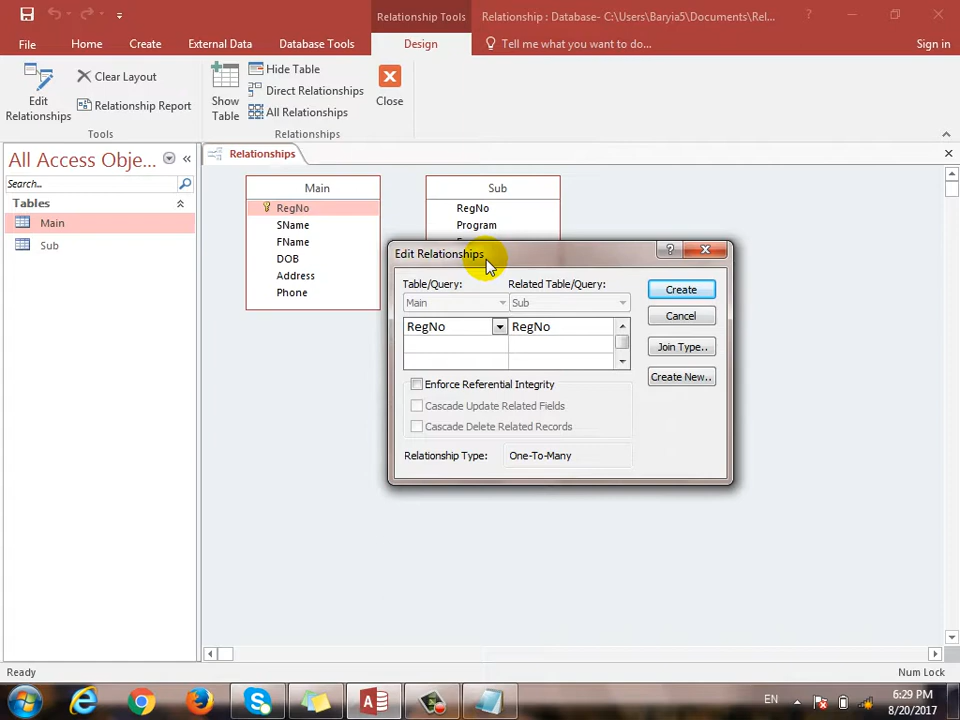 Relationship Tools
Relationship : Database- C:\Users\Baryia5\Documents\Rel...
?
File
Home
Create
External Data
Database Tools
Design
Tell me what you want to do...
Sign in
Edit
Relationships
Clear Layout
Relationship Report
Tools
Show
Table
Hide Table
Direct Relationships
All Relationships
Relationships
Close
All Access Obje...
Search...
Tables
Main
Sub
Relationships
Main
RegNo
SName
FName
DOB
Address
Phone
Sub
RegNo
Program
Edit Relationships
?
Table/Query:
Related Table/Query:
Main
Sub
RegNo
RegNo
Enforce Referential Integrity
Cascade Update Related Fields
Cascade Delete Related Records
Relationship Type:
One-To-Many
Create
Cancel
Join Type..
Create New..
Ready
Num Lock
EN
6:29 PM
8/20/2017